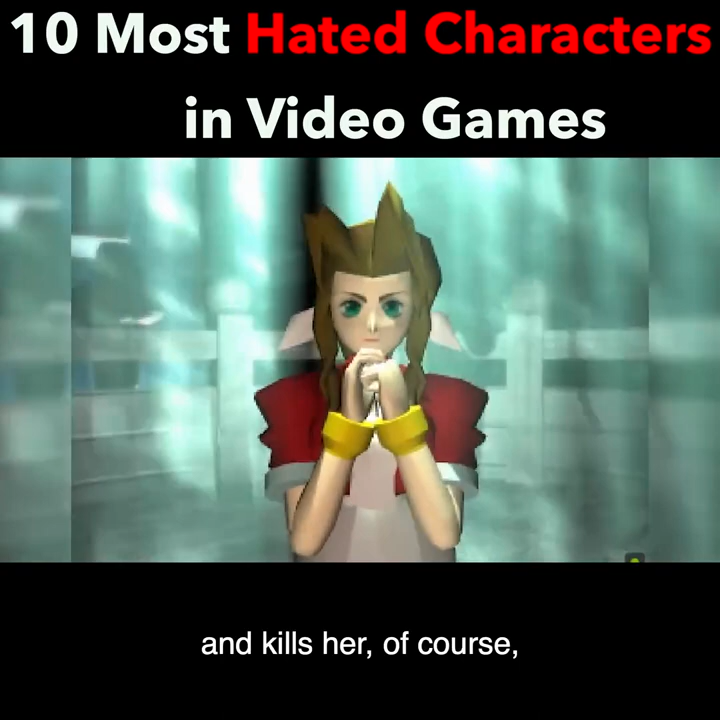 10 Most Hated Characters
in Video Games
and kills her, of course,